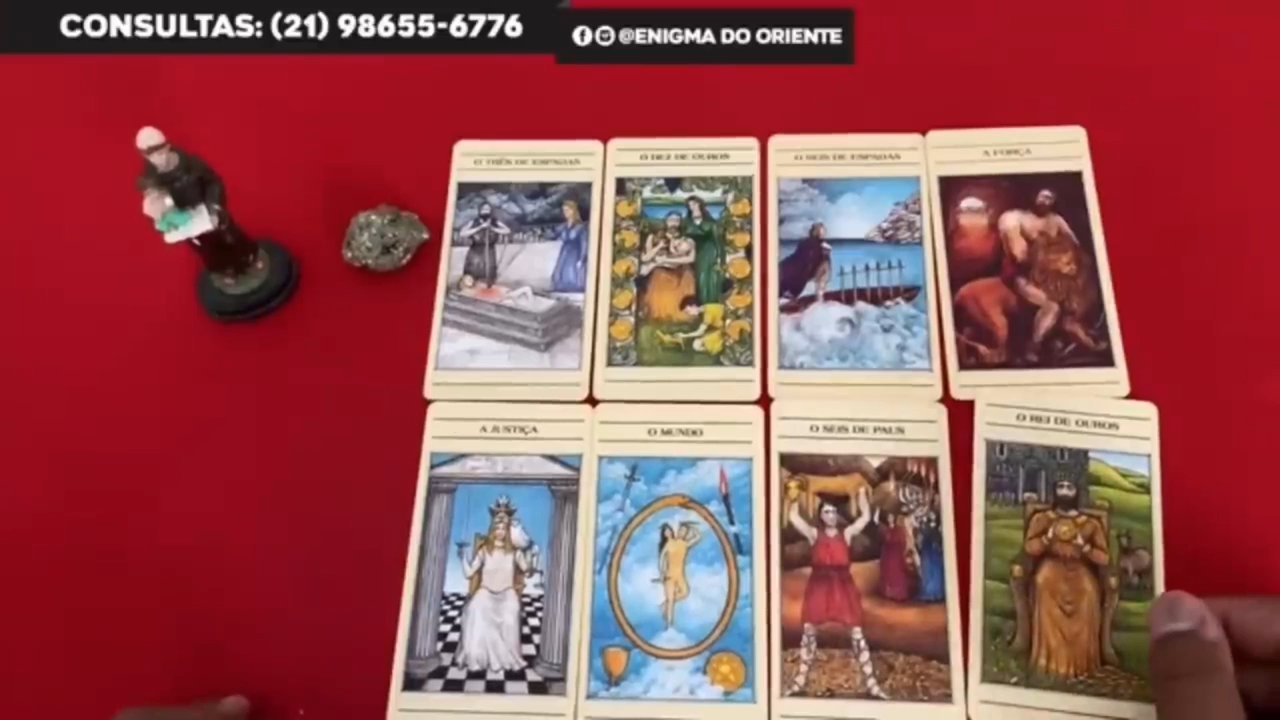 CONSULTAS: (21) 98655-6776
@ENIGMA DO ORIENTE
O TRÊS DE ESPADAS
O DEZ DE OUROS
O SEIS DE ESPADAS
A FORÇA
A JUSTIÇA
O MUNDO
O SEIS DE PAUS
O REI DE OUROS